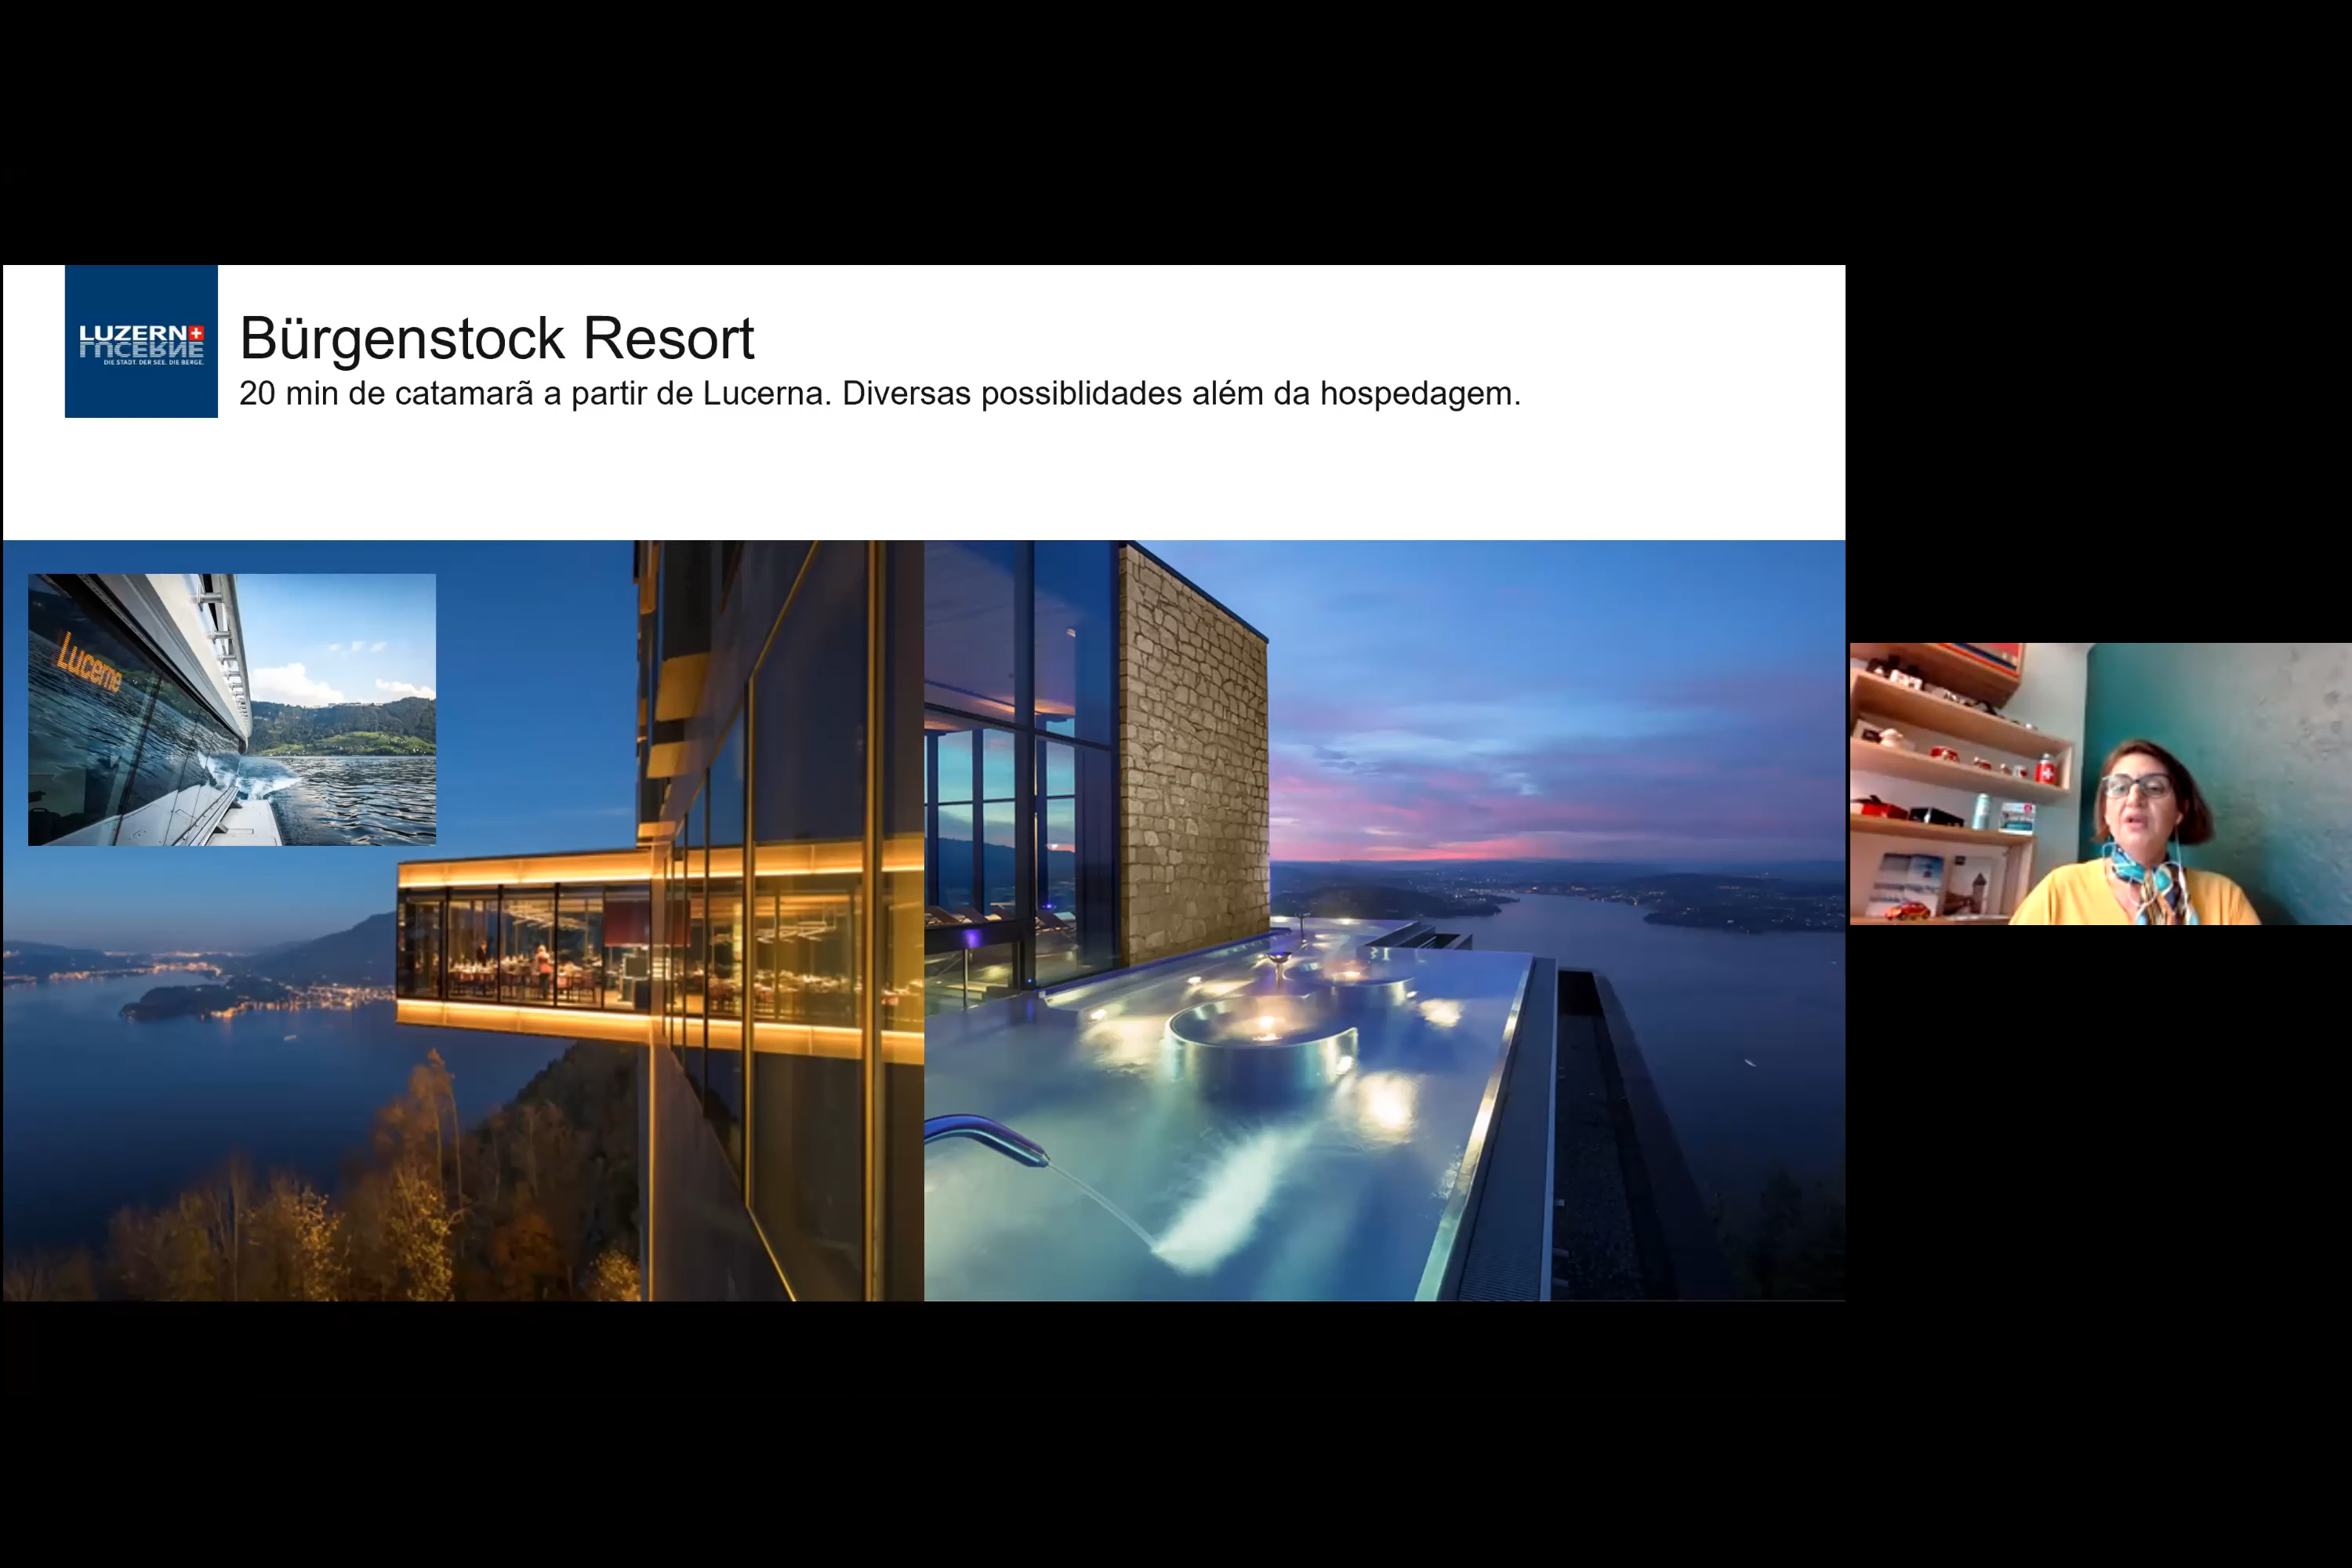 LUZERN
LUCERNE
DIE STADT. DER SEE. DIE BERGE.
Bürgenstock Resort
20 min de catamarã a partir de Lucerna. Diversas possiblidades além da hospedagem.
Lucerne